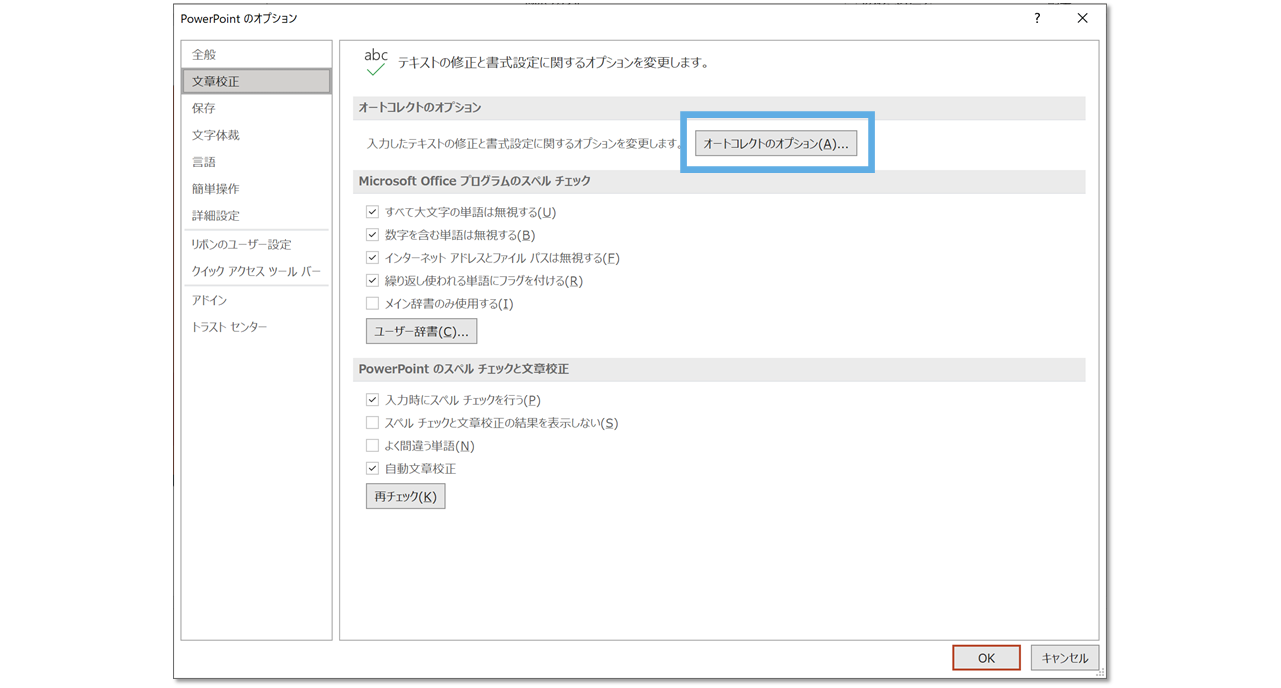 PowerPoint のオプション
?
全般
文章校正
保存
文字体裁
言語
簡単操作
詳細設定
リボンのユーザー設定
クイック アクセス ツール バー
アドイン
トラスト センター
abc
テキストの修正と書式設定に関するオプションを変更します。
オートコレクトのオプション
入力したテキストの修正と書式設定に関するオプションを変更します。
オートコレクトのオプション(A)...
Microsoft Office プログラムのスペル チェック
すべて大文字の単語は無視する(U)
数字を含む単語は無視する(B)
インターネット アドレスとファイル パスは無視する(F)
繰り返し使われる単語にフラグを付ける(R)
メイン辞書のみ使用する(I)
ユーザー辞書(C)...
PowerPoint のスペル チェックと文章校正
入力時にスペル チェックを行う(P)
スペル チェックと文章校正の結果を表示しない(S)
よく間違う単語(N)
自動文章校正
再チェック(K)
OK
キャンセル